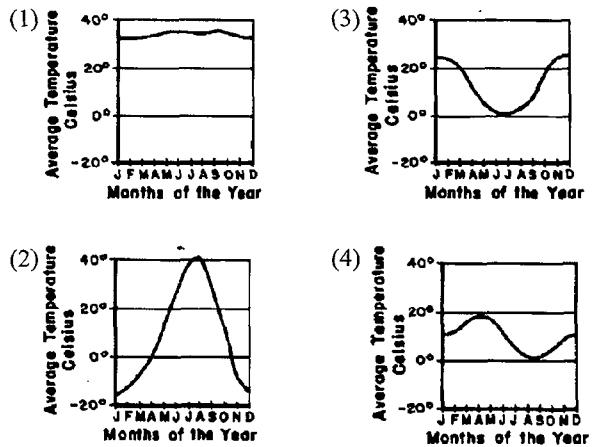 (1)
Average Temperature
Celsius
40°
20°
0°
-20°
J F M A M J J A S O N D
Months of the Year
(3)
Average Temperature
Celsius
40°
20°
0°
-20°
J F M A M J J A S O N D
Months of the Year
(2)
Average Temperature
Celsius
40°
20°
0°
-20°
J F M A M J J A S O N D
Months of the Year
(4)
Average Temperature
Celsius
40°
20°
0°
-20°
J F M A M J J A S O N D
Months of the Year